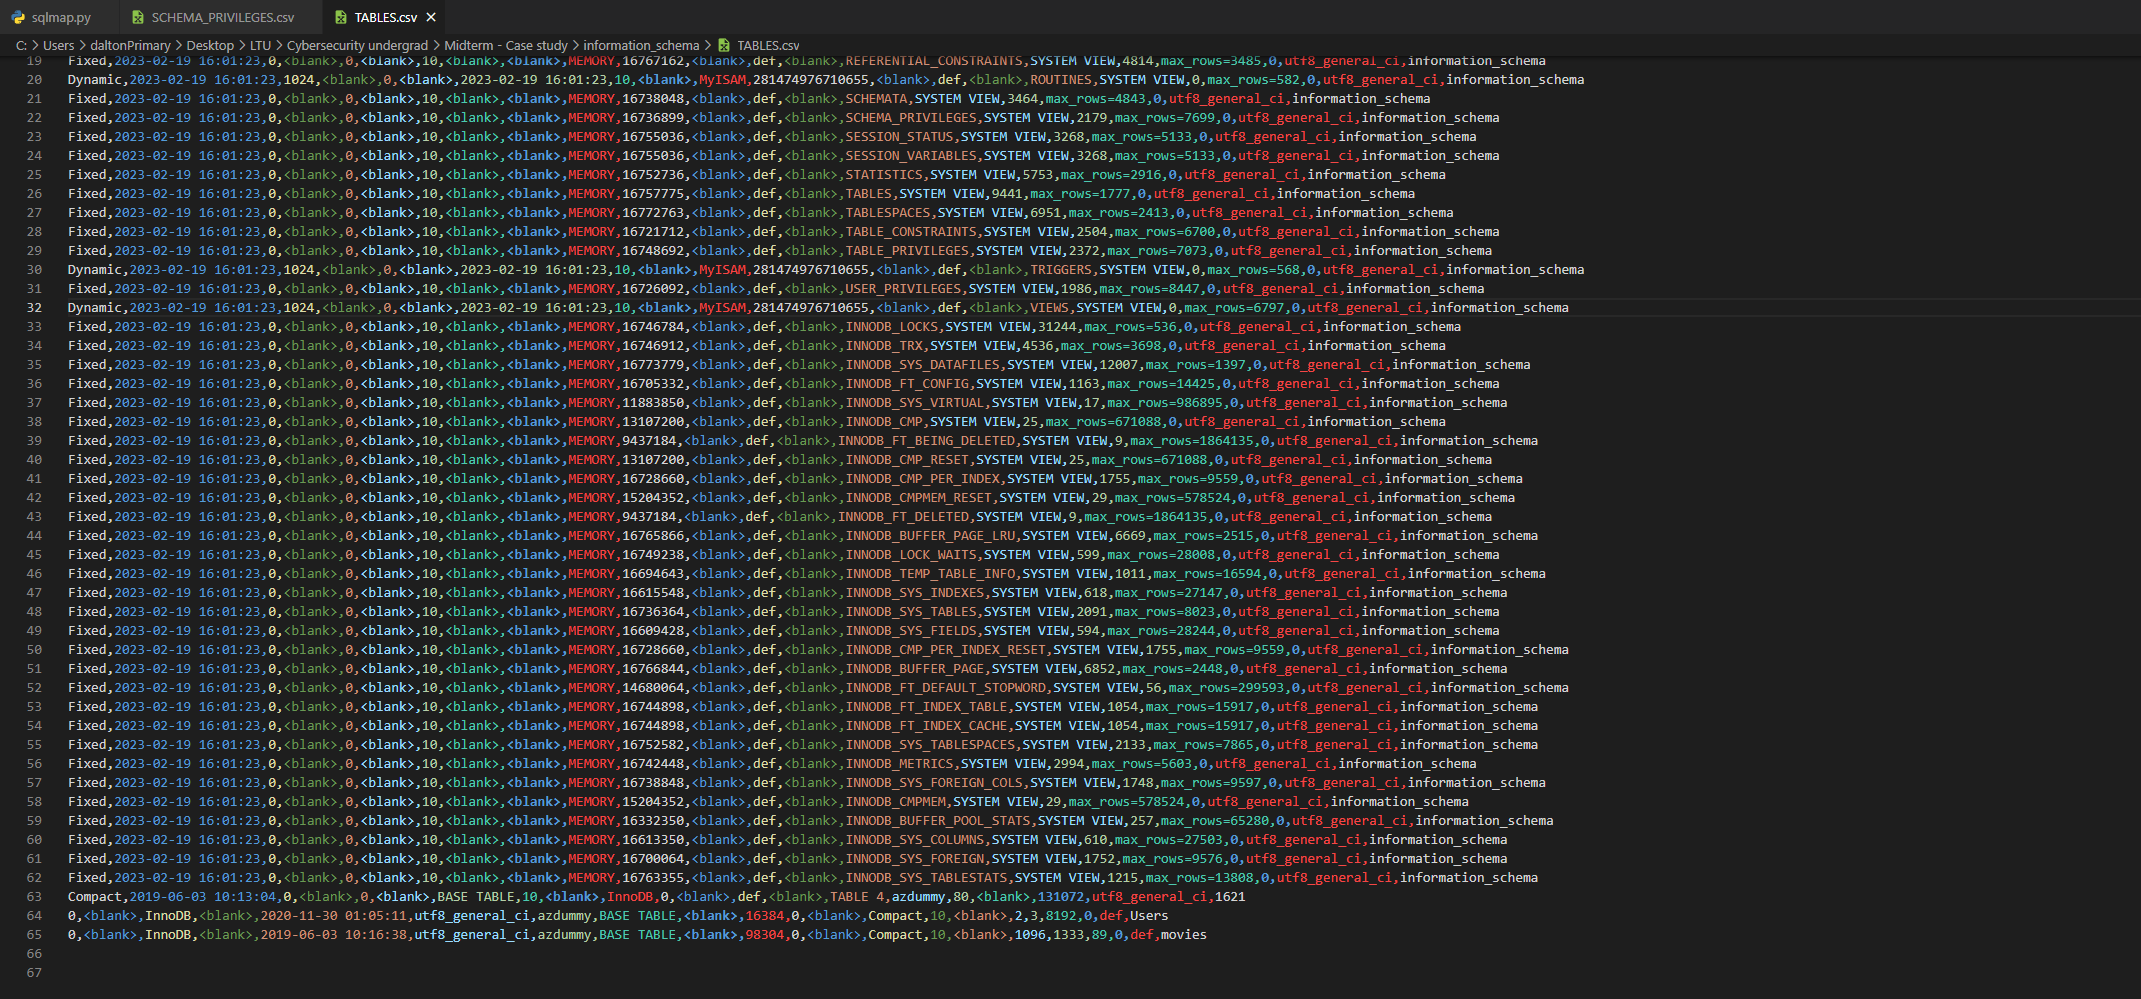 sqlmap.py SCHEMA_PRIVILEGES.csv TABLES.csv ×
C: > Users > daltonPrimary > Desktop > LTU > Cybersecurity undergrad > Midterm - Case study > information_schema > TABLES.csv
19 Fixed,2023-02-19 16:01:23,0,<blank>,0,<blank>,10,<blank>,<blank>,MEMORY,16767162,<blank>,def,<blank>,REFERENTIAL_CONSTRAINTS,SYSTEM VIEW,4814,max_rows=3485,0,utf8_general_ci,information_schema
20 Dynamic,2023-02-19 16:01:23,1024,<blank>,0,<blank>,2023-02-19 16:01:23,10,<blank>,MyISAM,281474976710655,<blank>,def,<blank>,ROUTINES,SYSTEM VIEW,0,max_rows=582,0,utf8_general_ci,information_schema
21 Fixed,2023-02-19 16:01:23,0,<blank>,0,<blank>,10,<blank>,<blank>,MEMORY,16738048,<blank>,def,<blank>,SCHEMATA,SYSTEM VIEW,3464,max_rows=4843,0,utf8_general_ci,information_schema
22 Fixed,2023-02-19 16:01:23,0,<blank>,0,<blank>,10,<blank>,<blank>,MEMORY,16736899,<blank>,def,<blank>,SCHEMA_PRIVILEGES,SYSTEM VIEW,2179,max_rows=7699,0,utf8_general_ci,information_schema
23 Fixed,2023-02-19 16:01:23,0,<blank>,0,<blank>,10,<blank>,<blank>,MEMORY,16755036,<blank>,def,<blank>,SESSION_STATUS,SYSTEM VIEW,3268,max_rows=5133,0,utf8_general_ci,information_schema
24 Fixed,2023-02-19 16:01:23,0,<blank>,0,<blank>,10,<blank>,<blank>,MEMORY,16755036,<blank>,def,<blank>,SESSION_VARIABLES,SYSTEM VIEW,3268,max_rows=5133,0,utf8_general_ci,information_schema
25 Fixed,2023-02-19 16:01:23,0,<blank>,0,<blank>,10,<blank>,<blank>,MEMORY,16752736,<blank>,def,<blank>,STATISTICS,SYSTEM VIEW,5753,max_rows=2916,0,utf8_general_ci,information_schema
26 Fixed,2023-02-19 16:01:23,0,<blank>,0,<blank>,10,<blank>,<blank>,MEMORY,16757775,<blank>,def,<blank>,TABLES,SYSTEM VIEW,9441,max_rows=1777,0,utf8_general_ci,information_schema
27 Fixed,2023-02-19 16:01:23,0,<blank>,0,<blank>,10,<blank>,<blank>,MEMORY,16772763,<blank>,def,<blank>,TABLESPACES,SYSTEM VIEW,6951,max_rows=2413,0,utf8_general_ci,information_schema
28 Fixed,2023-02-19 16:01:23,0,<blank>,0,<blank>,10,<blank>,<blank>,MEMORY,16721712,<blank>,def,<blank>,TABLE_CONSTRAINTS,SYSTEM VIEW,2504,max_rows=6700,0,utf8_general_ci,information_schema
29 Fixed,2023-02-19 16:01:23,0,<blank>,0,<blank>,10,<blank>,<blank>,MEMORY,16748692,<blank>,def,<blank>,TABLE_PRIVILEGES,SYSTEM VIEW,2372,max_rows=7073,0,utf8_general_ci,information_schema
30 Dynamic,2023-02-19 16:01:23,1024,<blank>,0,<blank>,2023-02-19 16:01:23,10,<blank>,MyISAM,281474976710655,<blank>,def,<blank>,TRIGGERS,SYSTEM VIEW,0,max_rows=568,0,utf8_general_ci,information_schema
31 Fixed,2023-02-19 16:01:23,0,<blank>,0,<blank>,10,<blank>,<blank>,MEMORY,16726092,<blank>,def,<blank>,USER_PRIVILEGES,SYSTEM VIEW,1986,max_rows=8447,0,utf8_general_ci,information_schema
32 Dynamic,2023-02-19 16:01:23,1024,<blank>,0,<blank>,2023-02-19 16:01:23,10,<blank>,MyISAM,281474976710655,<blank>,def,<blank>,VIEWS,SYSTEM VIEW,0,max_rows=6797,0,utf8_general_ci,information_schema
33 Fixed,2023-02-19 16:01:23,0,<blank>,0,<blank>,10,<blank>,<blank>,MEMORY,16746784,<blank>,def,<blank>,INNODB_LOCKS,SYSTEM VIEW,31244,max_rows=536,0,utf8_general_ci,information_schema
34 Fixed,2023-02-19 16:01:23,0,<blank>,0,<blank>,10,<blank>,<blank>,MEMORY,16746912,<blank>,def,<blank>,INNODB_TRX,SYSTEM VIEW,4536,max_rows=3698,0,utf8_general_ci,information_schema
35 Fixed,2023-02-19 16:01:23,0,<blank>,0,<blank>,10,<blank>,<blank>,MEMORY,16773779,<blank>,def,<blank>,INNODB_SYS_DATAFILES,SYSTEM VIEW,12007,max_rows=1397,0,utf8_general_ci,information_schema
36 Fixed,2023-02-19 16:01:23,0,<blank>,0,<blank>,10,<blank>,<blank>,MEMORY,16705332,<blank>,def,<blank>,INNODB_FT_CONFIG,SYSTEM VIEW,1163,max_rows=14425,0,utf8_general_ci,information_schema
37 Fixed,2023-02-19 16:01:23,0,<blank>,0,<blank>,10,<blank>,<blank>,MEMORY,11883850,<blank>,def,<blank>,INNODB_SYS_VIRTUAL,SYSTEM VIEW,17,max_rows=986895,0,utf8_general_ci,information_schema
38 Fixed,2023-02-19 16:01:23,0,<blank>,0,<blank>,10,<blank>,<blank>,MEMORY,13107200,<blank>,def,<blank>,INNODB_CMP,SYSTEM VIEW,25,max_rows=671088,0,utf8_general_ci,information_schema
39 Fixed,2023-02-19 16:01:23,0,<blank>,0,<blank>,10,<blank>,<blank>,MEMORY,9437184,<blank>,def,<blank>,INNODB_FT_BEING_DELETED,SYSTEM VIEW,9,max_rows=1864135,0,utf8_general_ci,information_schema
40 Fixed,2023-02-19 16:01:23,0,<blank>,0,<blank>,10,<blank>,<blank>,MEMORY,13107200,<blank>,def,<blank>,INNODB_CMP_RESET,SYSTEM VIEW,25,max_rows=671088,0,utf8_general_ci,information_schema
41 Fixed,2023-02-19 16:01:23,0,<blank>,0,<blank>,10,<blank>,<blank>,MEMORY,16728660,<blank>,def,<blank>,INNODB_CMP_PER_INDEX,SYSTEM VIEW,1755,max_rows=9559,0,utf8_general_ci,information_schema
42 Fixed,2023-02-19 16:01:23,0,<blank>,0,<blank>,10,<blank>,<blank>,MEMORY,15204352,<blank>,def,<blank>,INNODB_CMPMEM_RESET,SYSTEM VIEW,29,max_rows=578524,0,utf8_general_ci,information_schema
43 Fixed,2023-02-19 16:01:23,0,<blank>,0,<blank>,10,<blank>,<blank>,MEMORY,9437184,<blank>,def,<blank>,INNODB_FT_DELETED,SYSTEM VIEW,9,max_rows=1864135,0,utf8_general_ci,information_schema
44 Fixed,2023-02-19 16:01:23,0,<blank>,0,<blank>,10,<blank>,<blank>,MEMORY,16765866,<blank>,def,<blank>,INNODB_BUFFER_PAGE_LRU,SYSTEM VIEW,6669,max_rows=2515,0,utf8_general_ci,information_schema
45 Fixed,2023-02-19 16:01:23,0,<blank>,0,<blank>,10,<blank>,<blank>,MEMORY,16749238,<blank>,def,<blank>,INNODB_LOCK_WAITS,SYSTEM VIEW,599,max_rows=28008,0,utf8_general_ci,information_schema
46 Fixed,2023-02-19 16:01:23,0,<blank>,0,<blank>,10,<blank>,<blank>,MEMORY,16694643,<blank>,def,<blank>,INNODB_TEMP_TABLE_INFO,SYSTEM VIEW,1011,max_rows=16594,0,utf8_general_ci,information_schema
47 Fixed,2023-02-19 16:01:23,0,<blank>,0,<blank>,10,<blank>,<blank>,MEMORY,16615548,<blank>,def,<blank>,INNODB_SYS_INDEXES,SYSTEM VIEW,618,max_rows=27147,0,utf8_general_ci,information_schema
48 Fixed,2023-02-19 16:01:23,0,<blank>,0,<blank>,10,<blank>,<blank>,MEMORY,16736364,<blank>,def,<blank>,INNODB_SYS_TABLES,SYSTEM VIEW,2091,max_rows=8023,0,utf8_general_ci,information_schema
49 Fixed,2023-02-19 16:01:23,0,<blank>,0,<blank>,10,<blank>,<blank>,MEMORY,16609428,<blank>,def,<blank>,INNODB_SYS_FIELDS,SYSTEM VIEW,594,max_rows=28244,0,utf8_general_ci,information_schema
50 Fixed,2023-02-19 16:01:23,0,<blank>,0,<blank>,10,<blank>,<blank>,MEMORY,16728660,<blank>,def,<blank>,INNODB_CMP_PER_INDEX_RESET,SYSTEM VIEW,1755,max_rows=9559,0,utf8_general_ci,information_schema
51 Fixed,2023-02-19 16:01:23,0,<blank>,0,<blank>,10,<blank>,<blank>,MEMORY,16766844,<blank>,def,<blank>,INNODB_BUFFER_PAGE,SYSTEM VIEW,6852,max_rows=2448,0,utf8_general_ci,information_schema
52 Fixed,2023-02-19 16:01:23,0,<blank>,0,<blank>,10,<blank>,<blank>,MEMORY,14680064,<blank>,def,<blank>,INNODB_FT_DEFAULT_STOPWORD,SYSTEM VIEW,56,max_rows=299593,0,utf8_general_ci,information_schema
53 Fixed,2023-02-19 16:01:23,0,<blank>,0,<blank>,10,<blank>,<blank>,MEMORY,16744898,<blank>,def,<blank>,INNODB_FT_INDEX_TABLE,SYSTEM VIEW,1054,max_rows=15917,0,utf8_general_ci,information_schema
54 Fixed,2023-02-19 16:01:23,0,<blank>,0,<blank>,10,<blank>,<blank>,MEMORY,16744898,<blank>,def,<blank>,INNODB_FT_INDEX_CACHE,SYSTEM VIEW,1054,max_rows=15917,0,utf8_general_ci,information_schema
55 Fixed,2023-02-19 16:01:23,0,<blank>,0,<blank>,10,<blank>,<blank>,MEMORY,16752582,<blank>,def,<blank>,INNODB_SYS_TABLESPACES,SYSTEM VIEW,2133,max_rows=7865,0,utf8_general_ci,information_schema
56 Fixed,2023-02-19 16:01:23,0,<blank>,0,<blank>,10,<blank>,<blank>,MEMORY,16742448,<blank>,def,<blank>,INNODB_METRICS,SYSTEM VIEW,2994,max_rows=5603,0,utf8_general_ci,information_schema
57 Fixed,2023-02-19 16:01:23,0,<blank>,0,<blank>,10,<blank>,<blank>,MEMORY,16738848,<blank>,def,<blank>,INNODB_SYS_FOREIGN_COLS,SYSTEM VIEW,1748,max_rows=9597,0,utf8_general_ci,information_schema
58 Fixed,2023-02-19 16:01:23,0,<blank>,0,<blank>,10,<blank>,<blank>,MEMORY,15204352,<blank>,def,<blank>,INNODB_CMPMEM,SYSTEM VIEW,29,max_rows=578524,0,utf8_general_ci,information_schema
59 Fixed,2023-02-19 16:01:23,0,<blank>,0,<blank>,10,<blank>,<blank>,MEMORY,16332350,<blank>,def,<blank>,INNODB_BUFFER_POOL_STATS,SYSTEM VIEW,257,max_rows=65280,0,utf8_general_ci,information_schema
60 Fixed,2023-02-19 16:01:23,0,<blank>,0,<blank>,10,<blank>,<blank>,MEMORY,16613350,<blank>,def,<blank>,INNODB_SYS_COLUMNS,SYSTEM VIEW,610,max_rows=27503,0,utf8_general_ci,information_schema
61 Fixed,2023-02-19 16:01:23,0,<blank>,0,<blank>,10,<blank>,<blank>,MEMORY,16700064,<blank>,def,<blank>,INNODB_SYS_FOREIGN,SYSTEM VIEW,1752,max_rows=9576,0,utf8_general_ci,information_schema
62 Fixed,2023-02-19 16:01:23,0,<blank>,0,<blank>,10,<blank>,<blank>,MEMORY,16763355,<blank>,def,<blank>,INNODB_SYS_TABLESTATS,SYSTEM VIEW,1215,max_rows=13808,0,utf8_general_ci,information_schema
63 Compact,2019-06-03 10:13:04,0,<blank>,0,<blank>,BASE TABLE,10,<blank>,InnoDB,0,<blank>,def,<blank>,TABLE 4,azdummy,80,<blank>,131072,utf8_general_ci,1621
64 0,<blank>,InnoDB,<blank>,2020-11-30 01:05:11,utf8_general_ci,azdummy,BASE TABLE,<blank>,16384,0,<blank>,Compact,10,<blank>,2,3,8192,0,def,Users
65 0,<blank>,InnoDB,<blank>,2019-06-03 10:16:38,utf8_general_ci,azdummy,BASE TABLE,<blank>,98304,0,<blank>,Compact,10,<blank>,1096,1333,89,0,def,movies
66
67